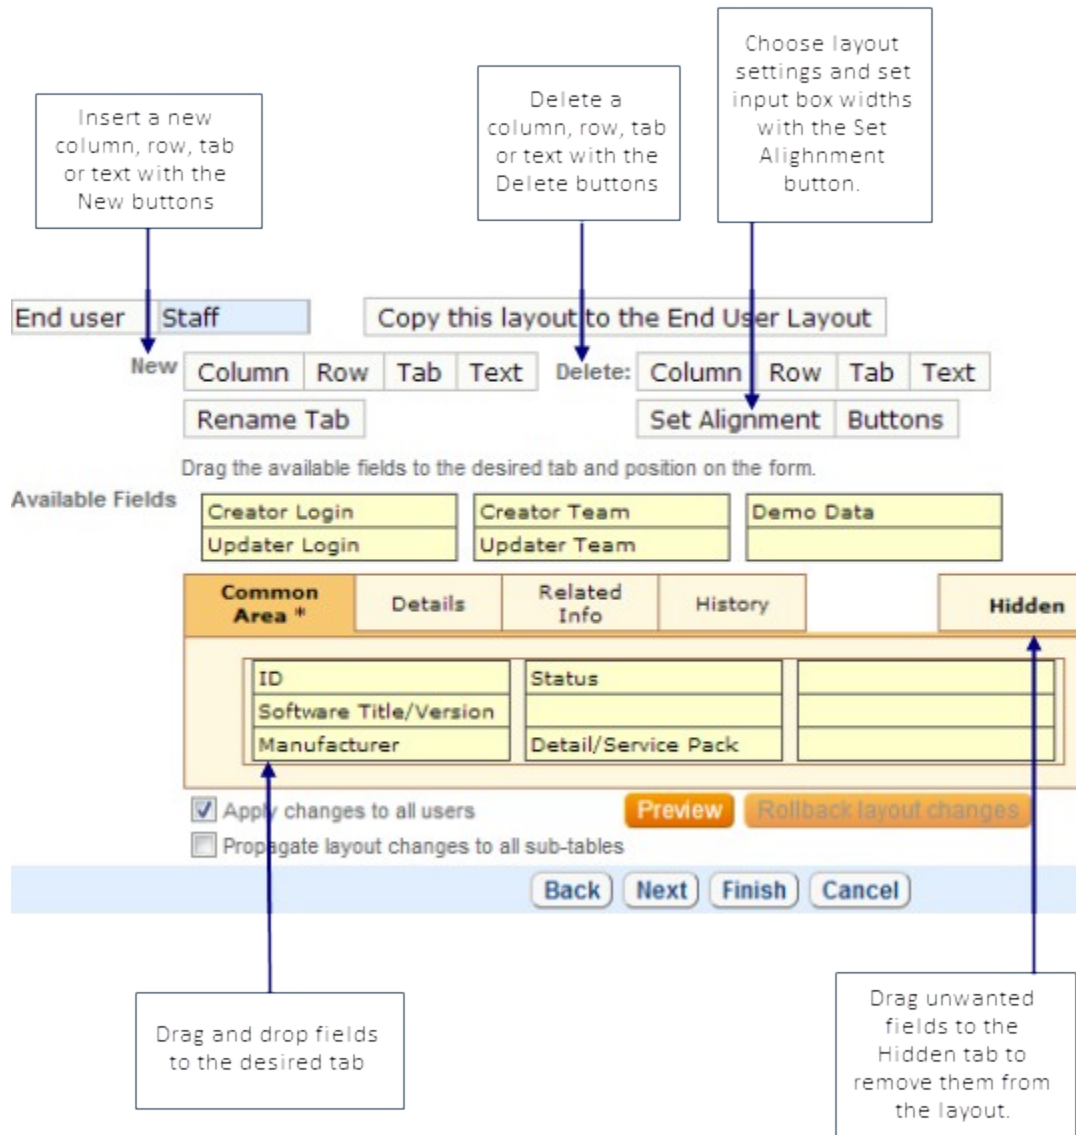 Choose layout
settings and set
input box widths
with the Set
Alighnment
button.
Delete a
column, row, tab
or text with the
Delete buttons
Insert a new
column, row, tab
or text with the
New buttons
End user Staff Copy this layout to the End User Layout
New Column Row Tab Text Delete: Column Row Tab Text
Rename Tab Set Alignment Buttons
Drag the available fields to the desired tab and position on the form.
Available Fields Creator Login Creator Team Demo Data
Updater Login Updater Team
Common Area * Details Related Info History Hidden
ID Status
Software Title/Version
Manufacturer Detail/Service Pack
Apply changes to all users Preview Rollback layout changes
Propagate layout changes to all sub-tables
Back Next Finish Cancel
Drag and drop fields
to the desired tab
Drag unwanted
fields to the
Hidden tab to
remove them from
the layout.